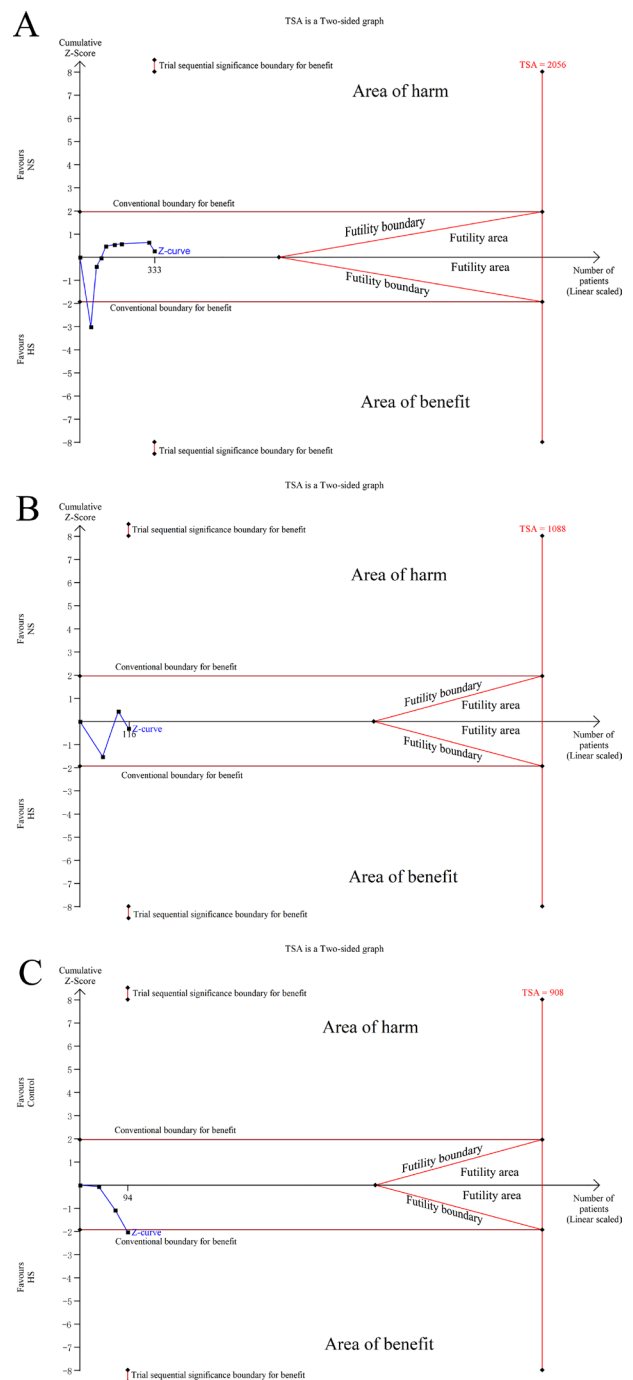 A
TSA is a Two-sided graph
Cumulative
Z-Score
Trial sequential significance boundary for benefit
TSA = 2056
8
Area of harm
7
6
5
4
Favours
NS
3
Conventional boundary for benefit
2
Futility boundary
1
Futility area
Z-curve
333
Futility area
Number of
patients
(Linear scaled)
-1
Futility boundary
-2
Conventional boundary for benefit
-3
Favours
HS
-4
-5
-6
Area of benefit
-7
-8
Trial sequential significance boundary for benefit
B
TSA is a Two-sided graph
Cumulative
Z-Score
Trial sequential significance boundary for benefit
TSA = 1088
8
Area of harm
7
6
5
4
Favours
NS
3
Conventional boundary for benefit
2
Futility boundary
1
Futility area
Z-curve
116
Futility area
Number of
patients
(Linear scaled)
-1
Futility boundary
-2
Conventional boundary for benefit
-3
Favours
HS
-4
-5
-6
Area of benefit
-7
-8
Trial sequential significance boundary for benefit
C
TSA is a Two-sided graph
Cumulative
Z-Score
Trial sequential significance boundary for benefit
TSA = 908
8
Area of harm
7
6
5
4
Favours
Control
3
Conventional boundary for benefit
2
Futility boundary
1
Futility area
94
Futility area
Number of
patients
(Linear scaled)
-1
Futility boundary
-2
Z-curve
Conventional boundary for benefit
-3
Favours
HS
-4
-5
-6
Area of benefit
-7
-8
Trial sequential significance boundary for benefit